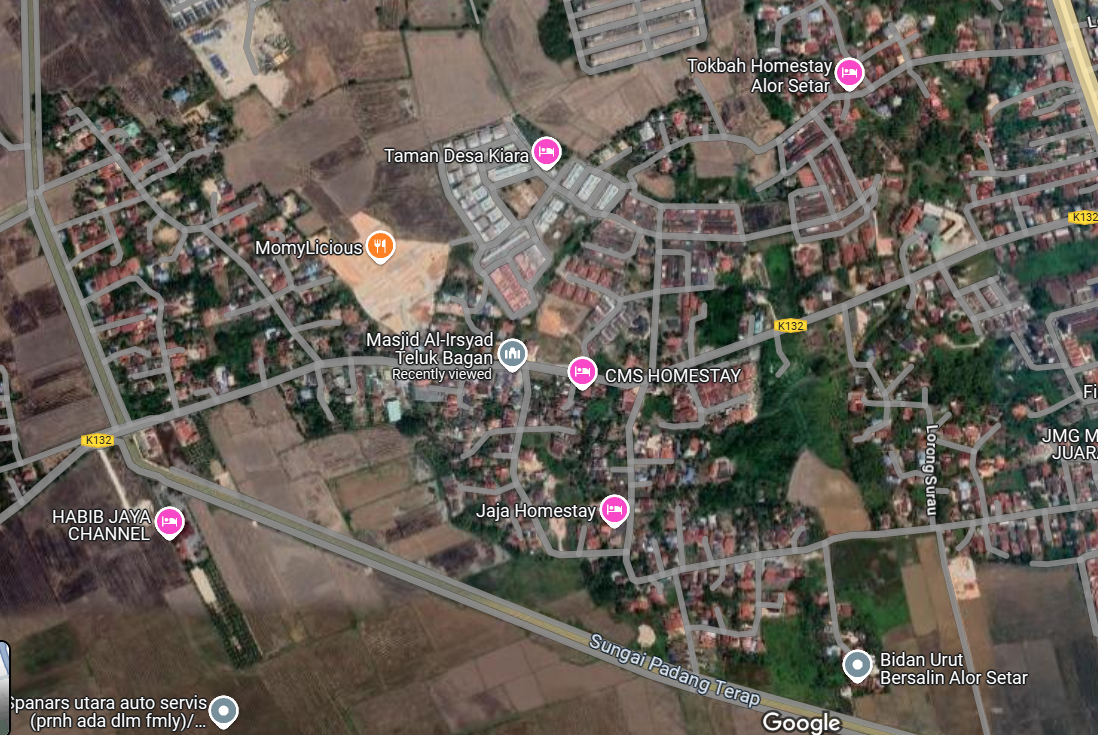 Tokbah Homestay
Alor Setar
Taman Desa Kiara
K132
MomyLicious
K132
Masjid Al-Irsyad
Teluk Bagan
Recently viewed
CMS HOMESTAY
K132
Lorong Surau
JMG M
JUARA
Jaja Homestay
HABIB JAYA
CHANNEL
Sungai Padang Terap
Bidan Urut
Bersalin Alor Setar
spanars utara auto servis
(prnh ada dlm fmly)/...
Google